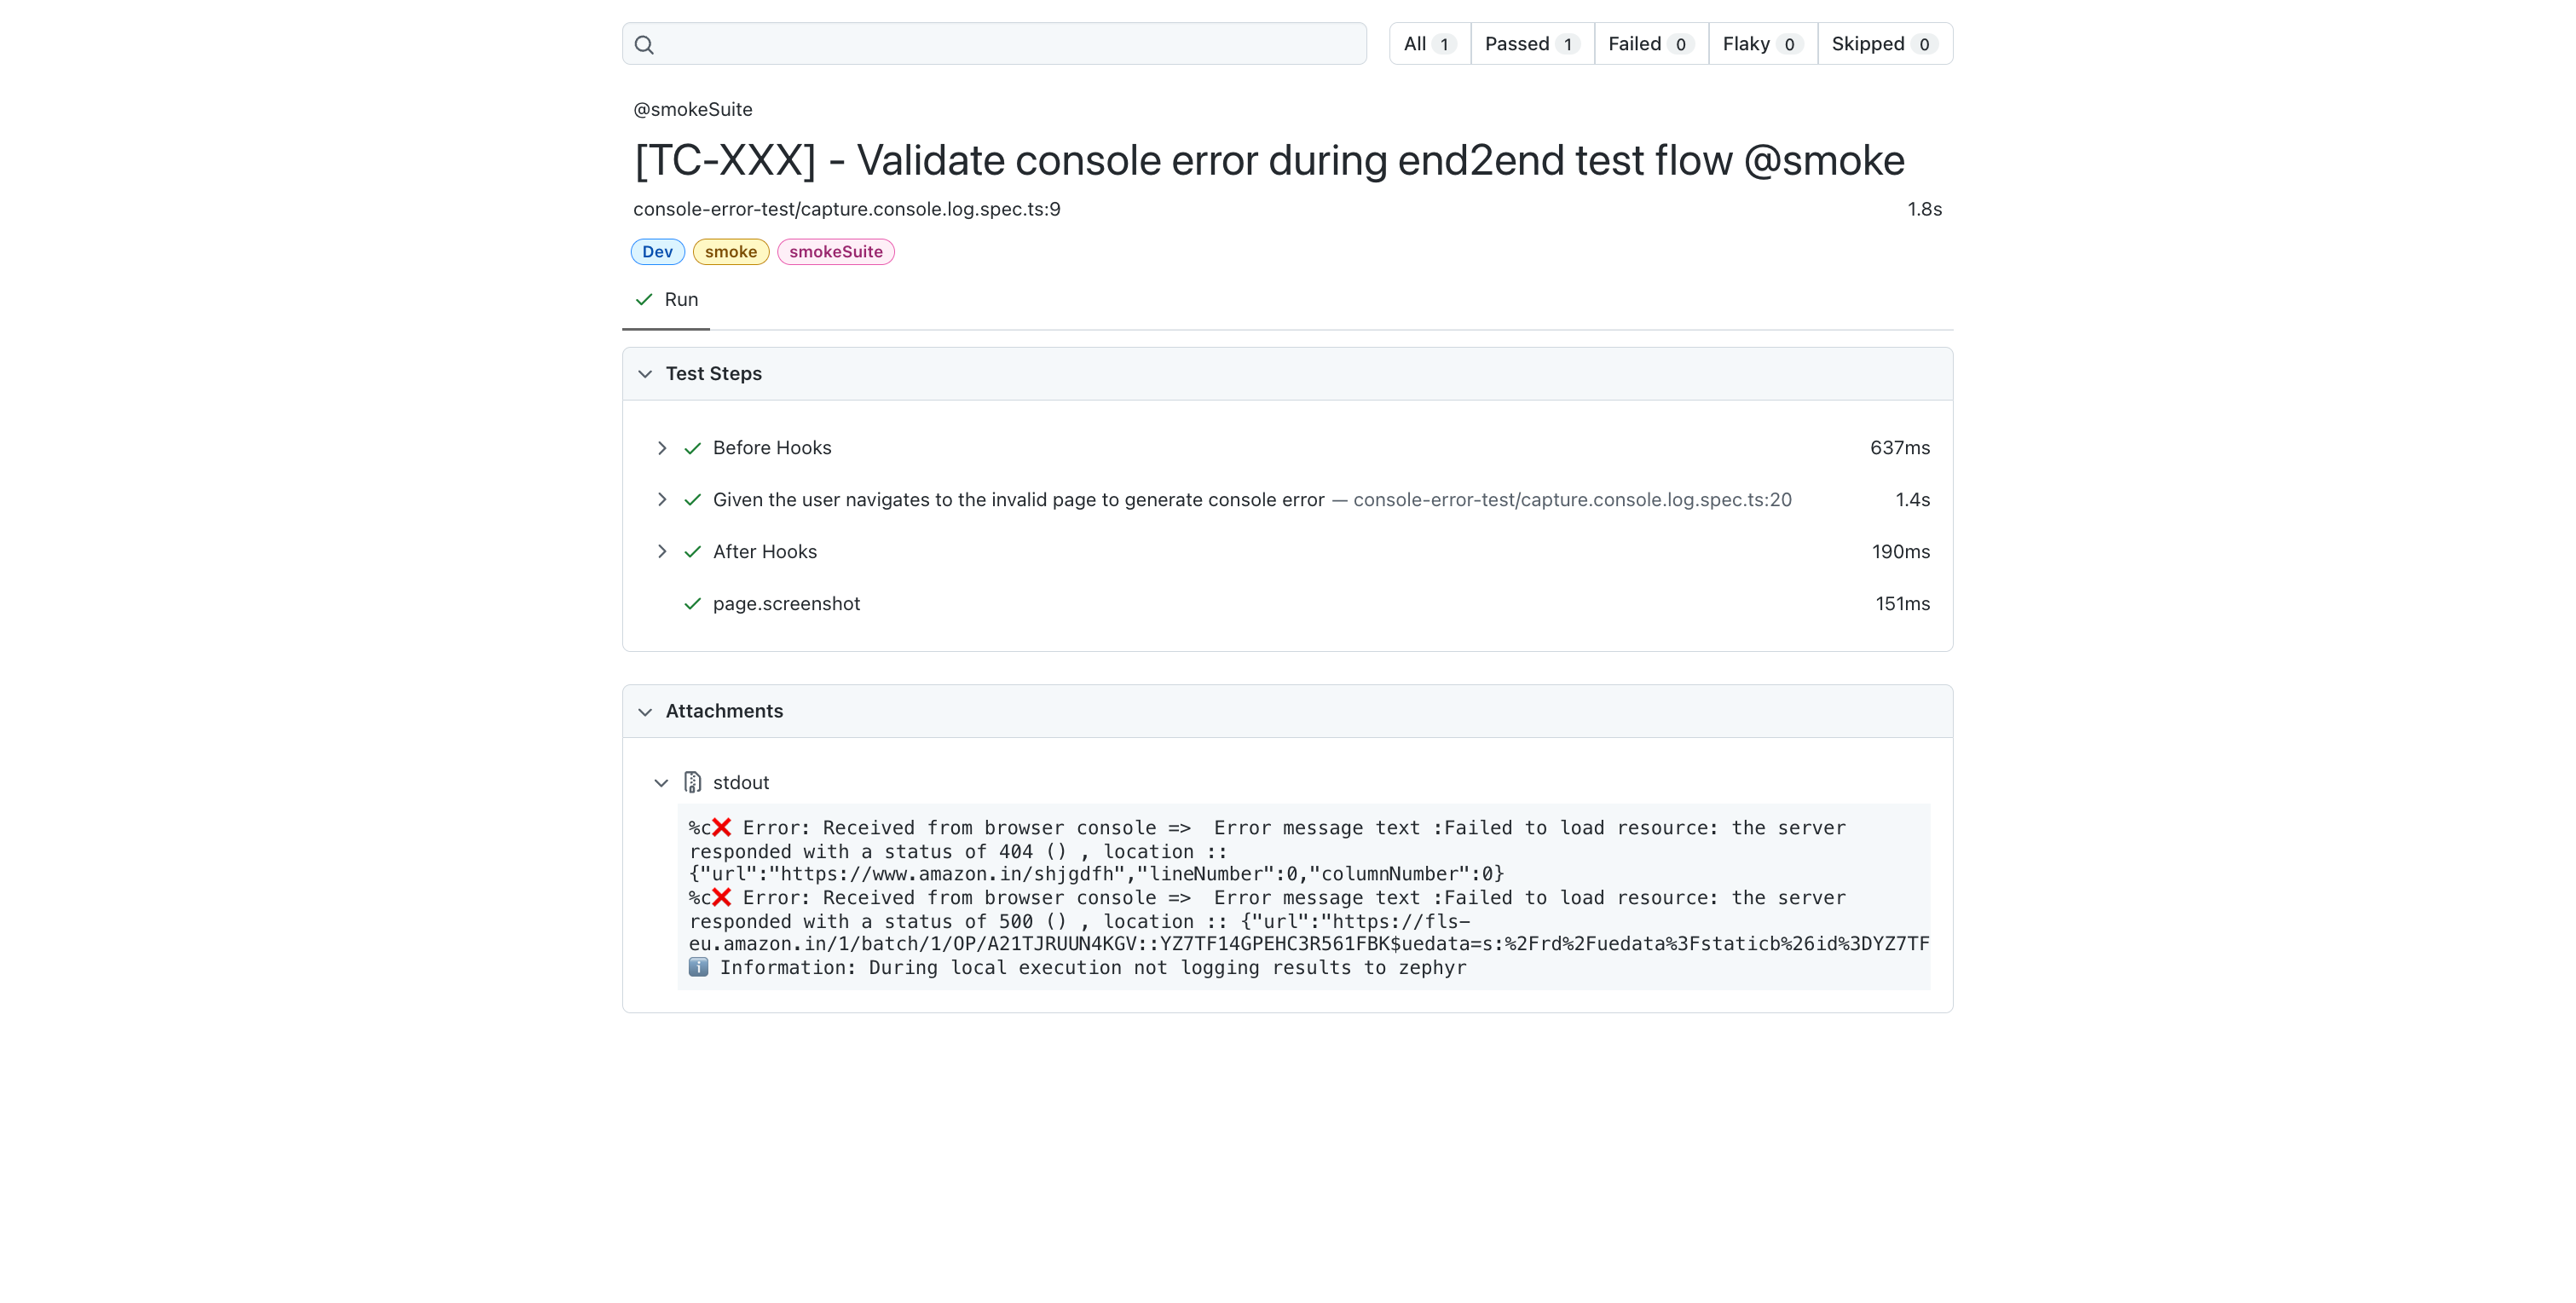 All 1 Passed 1 Failed 0 Flaky 0 Skipped 0
@smokeSuite
[TC-XXX] - Validate console error during end2end test flow @smoke
console-error-test/capture.console.log.spec.ts:9 1.8s
Dev smoke smokeSuite
Run
Test Steps
Before Hooks 637ms
Given the user navigates to the invalid page to generate console error — console-error-test/capture.console.log.spec.ts:20 1.4s
After Hooks 190ms
page.screenshot 151ms
Attachments
stdout
%c❌ Error: Received from browser console =>  Error message text :Failed to load resource: the server
responded with a status of 404 () , location ::
{"url":"https://www.amazon.in/shjgdfh","lineNumber":0,"columnNumber":0}
%c❌ Error: Received from browser console =>  Error message text :Failed to load resource: the server
responded with a status of 500 () , location :: {"url":"https://fls-
eu.amazon.in/1/batch/1/OP/A21TJRUUN4KGV::YZ7TF14GPEHC3R561FBK$uedata=s:%2Frd%2Fuedata%3Fstaticb%26id%3DYZ7TF
ℹ️ Information: During local execution not logging results to zephyr